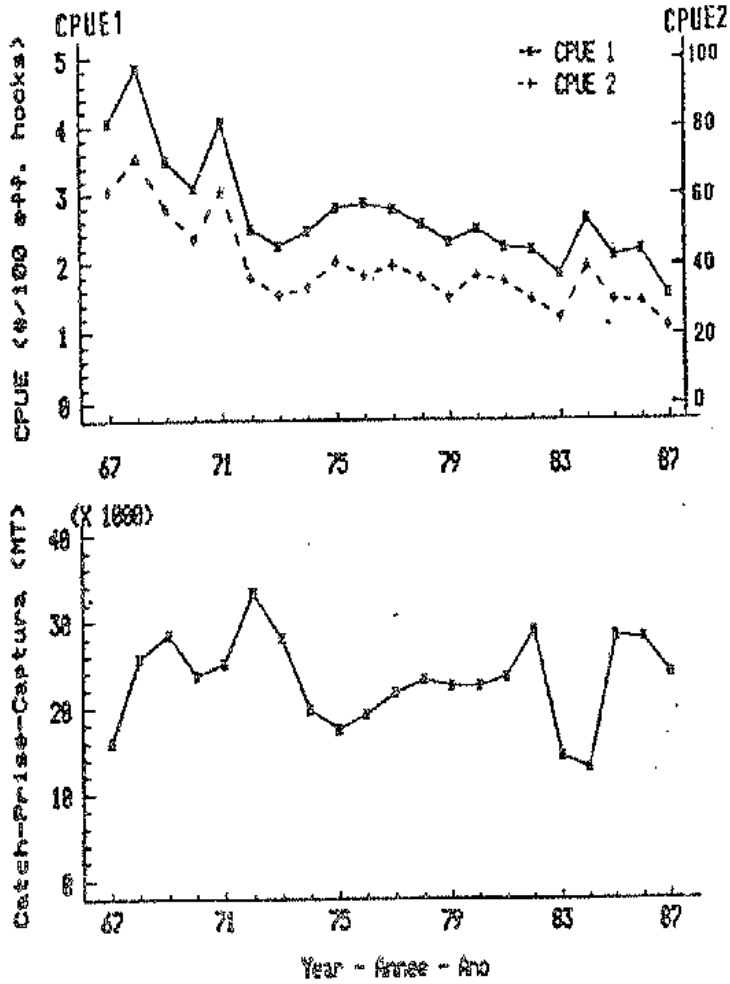 CPUE1 CPUE2
CPUE 1
CPUE 2
CPUE (#/100 eff. hooks)
5
4
3
2
1
0
100
80
60
40
20
0
67 71 75 79 83 87
(X 1000)
Catch-Prise-Captura (MT)
40
30
20
10
0
67 71 75 79 83 87
Year - Annee - Ano